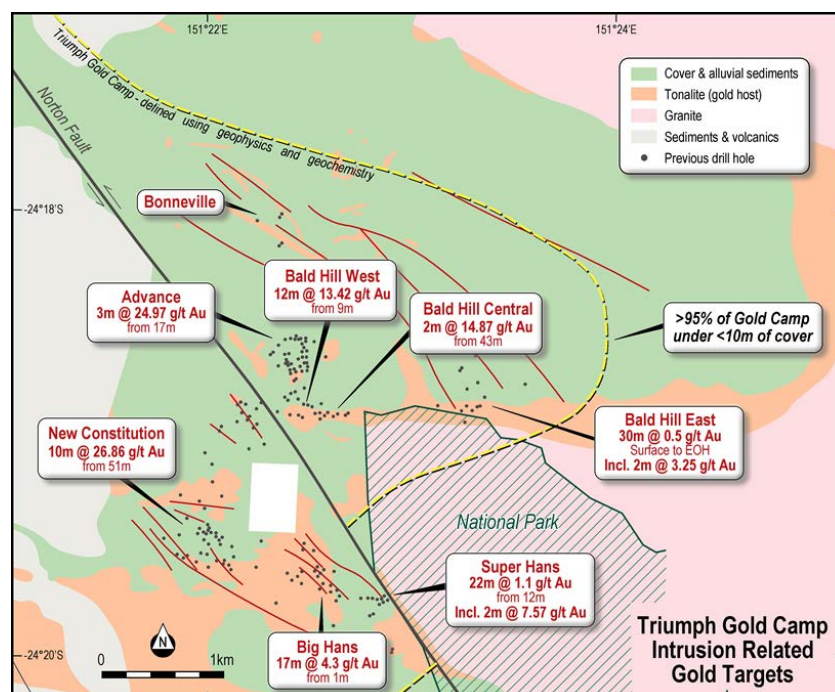 151°22'E
151°24'E
Triumph Gold Camp - defined using geophysics and geochemistry
Norton Fault
Cover & alluvial sediments
Tonalite (gold host)
Granite
Sediments & volcanics
Previous drill hole
-24°18'S
Bonneville
Advance
3m @ 24.97 g/t Au
from 17m
Bald Hill West
12m @ 13.42 g/t Au
from 9m
Bald Hill Central
2m @ 14.87 g/t Au
from 43m
>95% of Gold Camp
under <10m of cover
New Constitution
10m @ 26.86 g/t Au
from 51m
Bald Hill East
30m @ 0.5 g/t Au
Surface to EOH
Incl. 2m @ 3.25 g/t Au
National Park
Super Hans
22m @ 1.1 g/t Au
from 12m
Incl. 2m @ 7.57 g/t Au
Big Hans
17m @ 4.3 g/t Au
from 1m
-24°20'S
N
0
1km
Triumph Gold Camp
Intrusion Related
Gold Targets